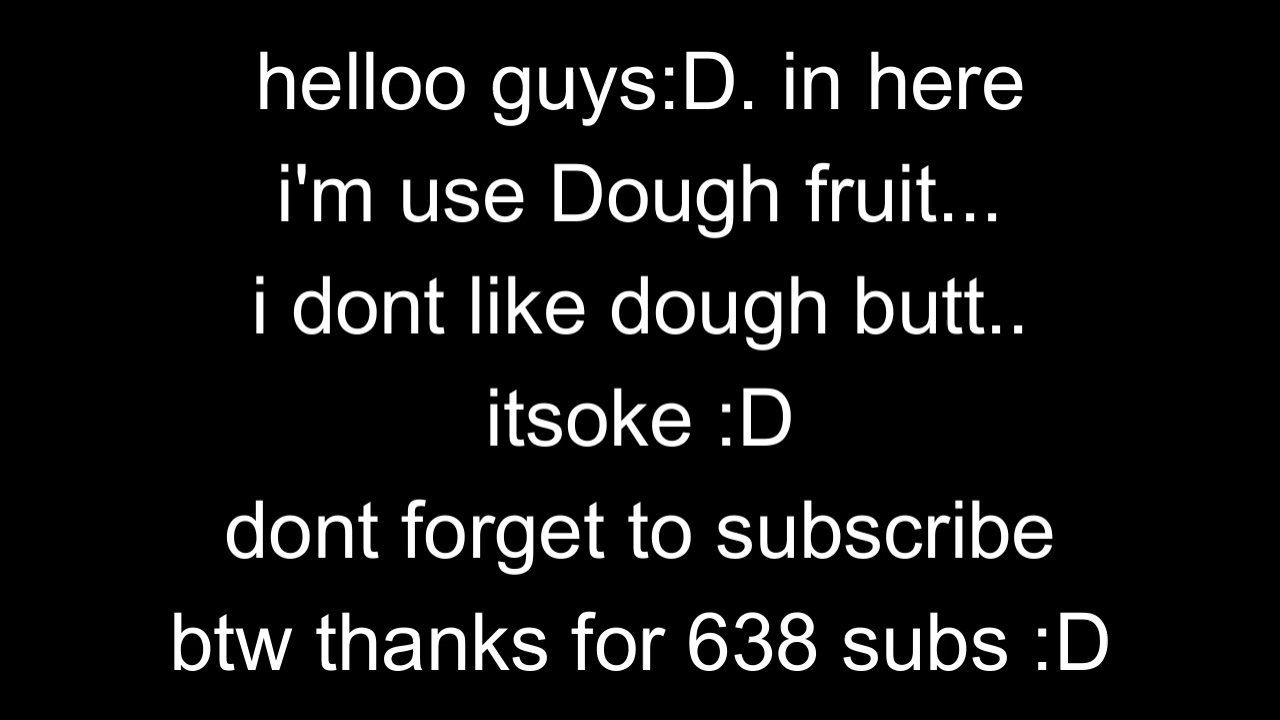 helloo guys:D. in here
i'm use Dough fruit...
i dont like dough butt..
itsoke :D
dont forget to subscribe
btw thanks for 638 subs :D